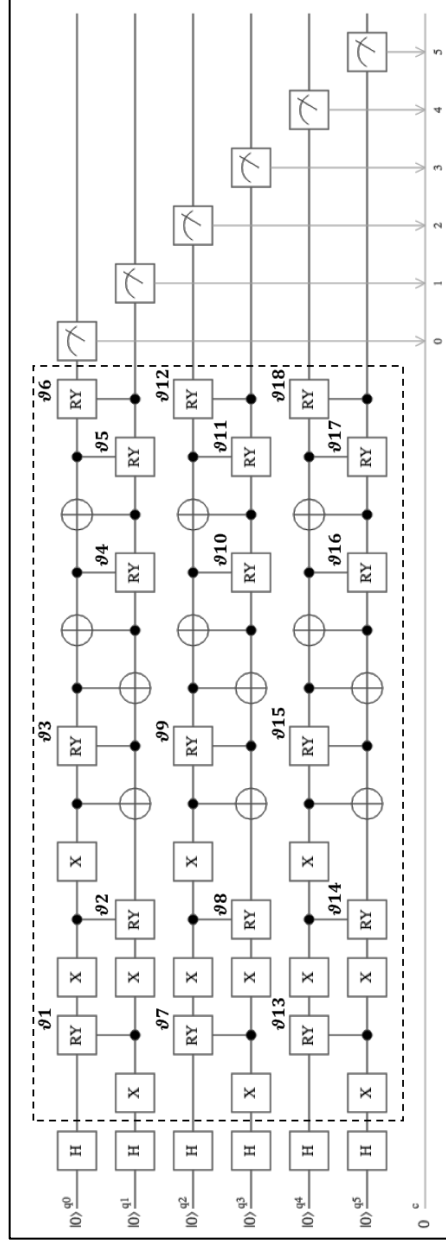 ϑ1 ϑ3 ϑ6
|0⟩ q0 H RY X X RY RY
ϑ2 ϑ4 ϑ5
|0⟩ q1 H X X RY RY RY
ϑ7 ϑ9 ϑ12
|0⟩ q2 H RY X X RY RY
ϑ8 ϑ10 ϑ11
|0⟩ q3 H X X RY RY RY
ϑ13 ϑ15 ϑ18
|0⟩ q4 H RY X X RY RY
ϑ14 ϑ16 ϑ17
|0⟩ q5 H X X RY RY RY
0 c
0 1 2 3 4 5